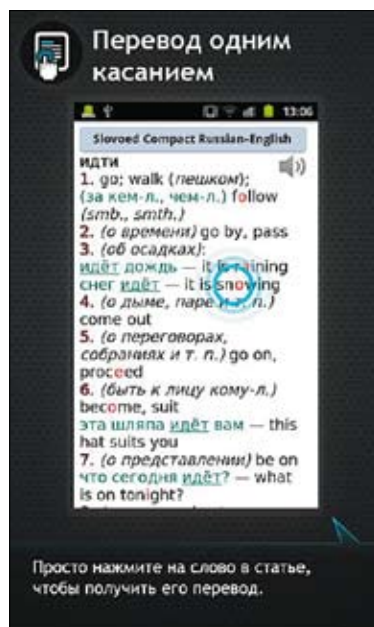 Перевод одним
касанием
13:06
Slovoed Compact Russian-English
идти
1. go; walk (пешком);
(за кем-л., чем-л.) follow
(smb., smth.)
2. (о времени) go by, pass
3. (об осадках):
идёт дождь — it is raining
снег идёт — it is snowing
4. (о дыме, паре и т. п.)
come out
5. (о переговорах,
собраниях и т. п.) go on,
proceed
6. (быть к лицу кому-л.)
become, suit
эта шляпа идёт вам — this
hat suits you
7. (о представлении) be on
что сегодня идёт? — what
is on tonight?
Просто нажмите на слово в статье,
чтобы получить его перевод.